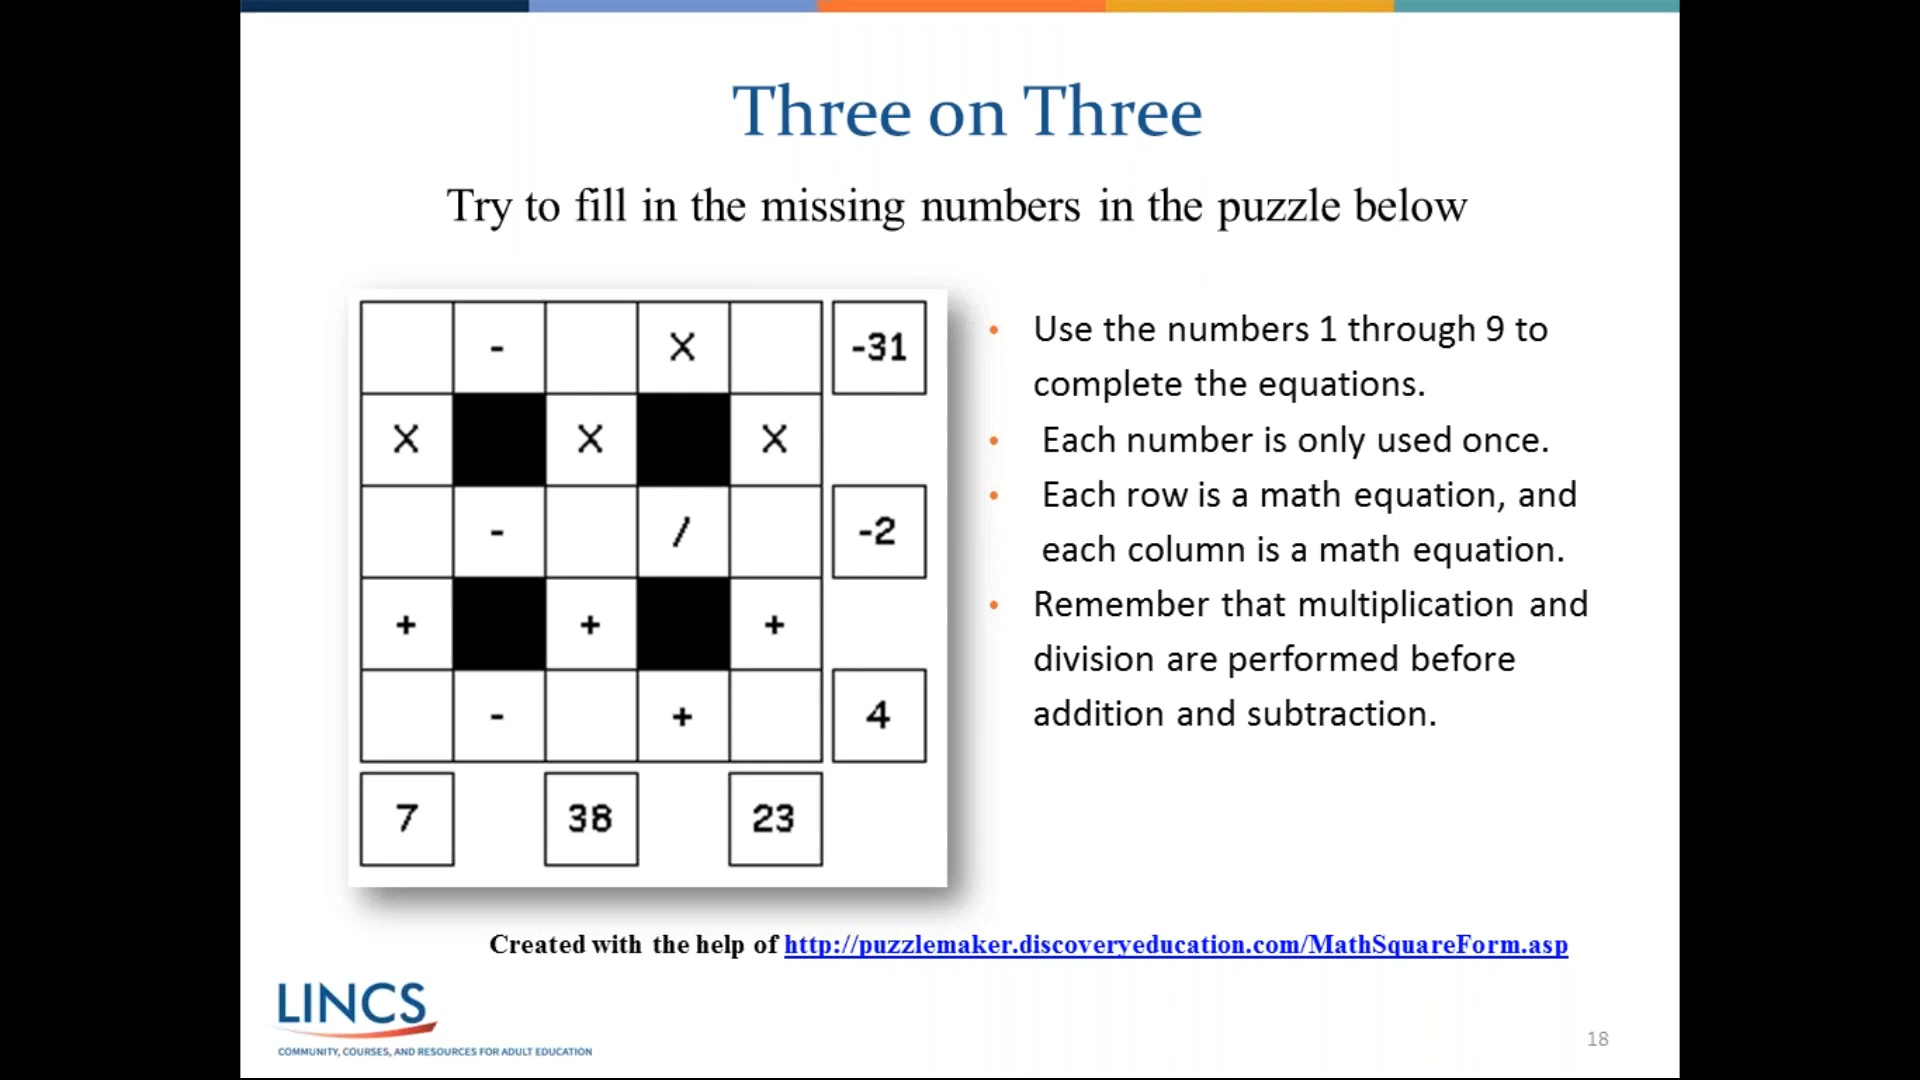 Three on Three
Try to fill in the missing numbers in the puzzle below
- X -31
X X X
- / -2
+ + +
- + 4
7 38 23
• Use the numbers 1 through 9 to
complete the equations.
• Each number is only used once.
• Each row is a math equation, and
each column is a math equation.
• Remember that multiplication and
division are performed before
addition and subtraction.
Created with the help of http://puzzlemaker.discoveryeducation.com/MathSquareForm.asp
LINCS
COMMUNITY, COURSES, AND RESOURCES FOR ADULT EDUCATION
18